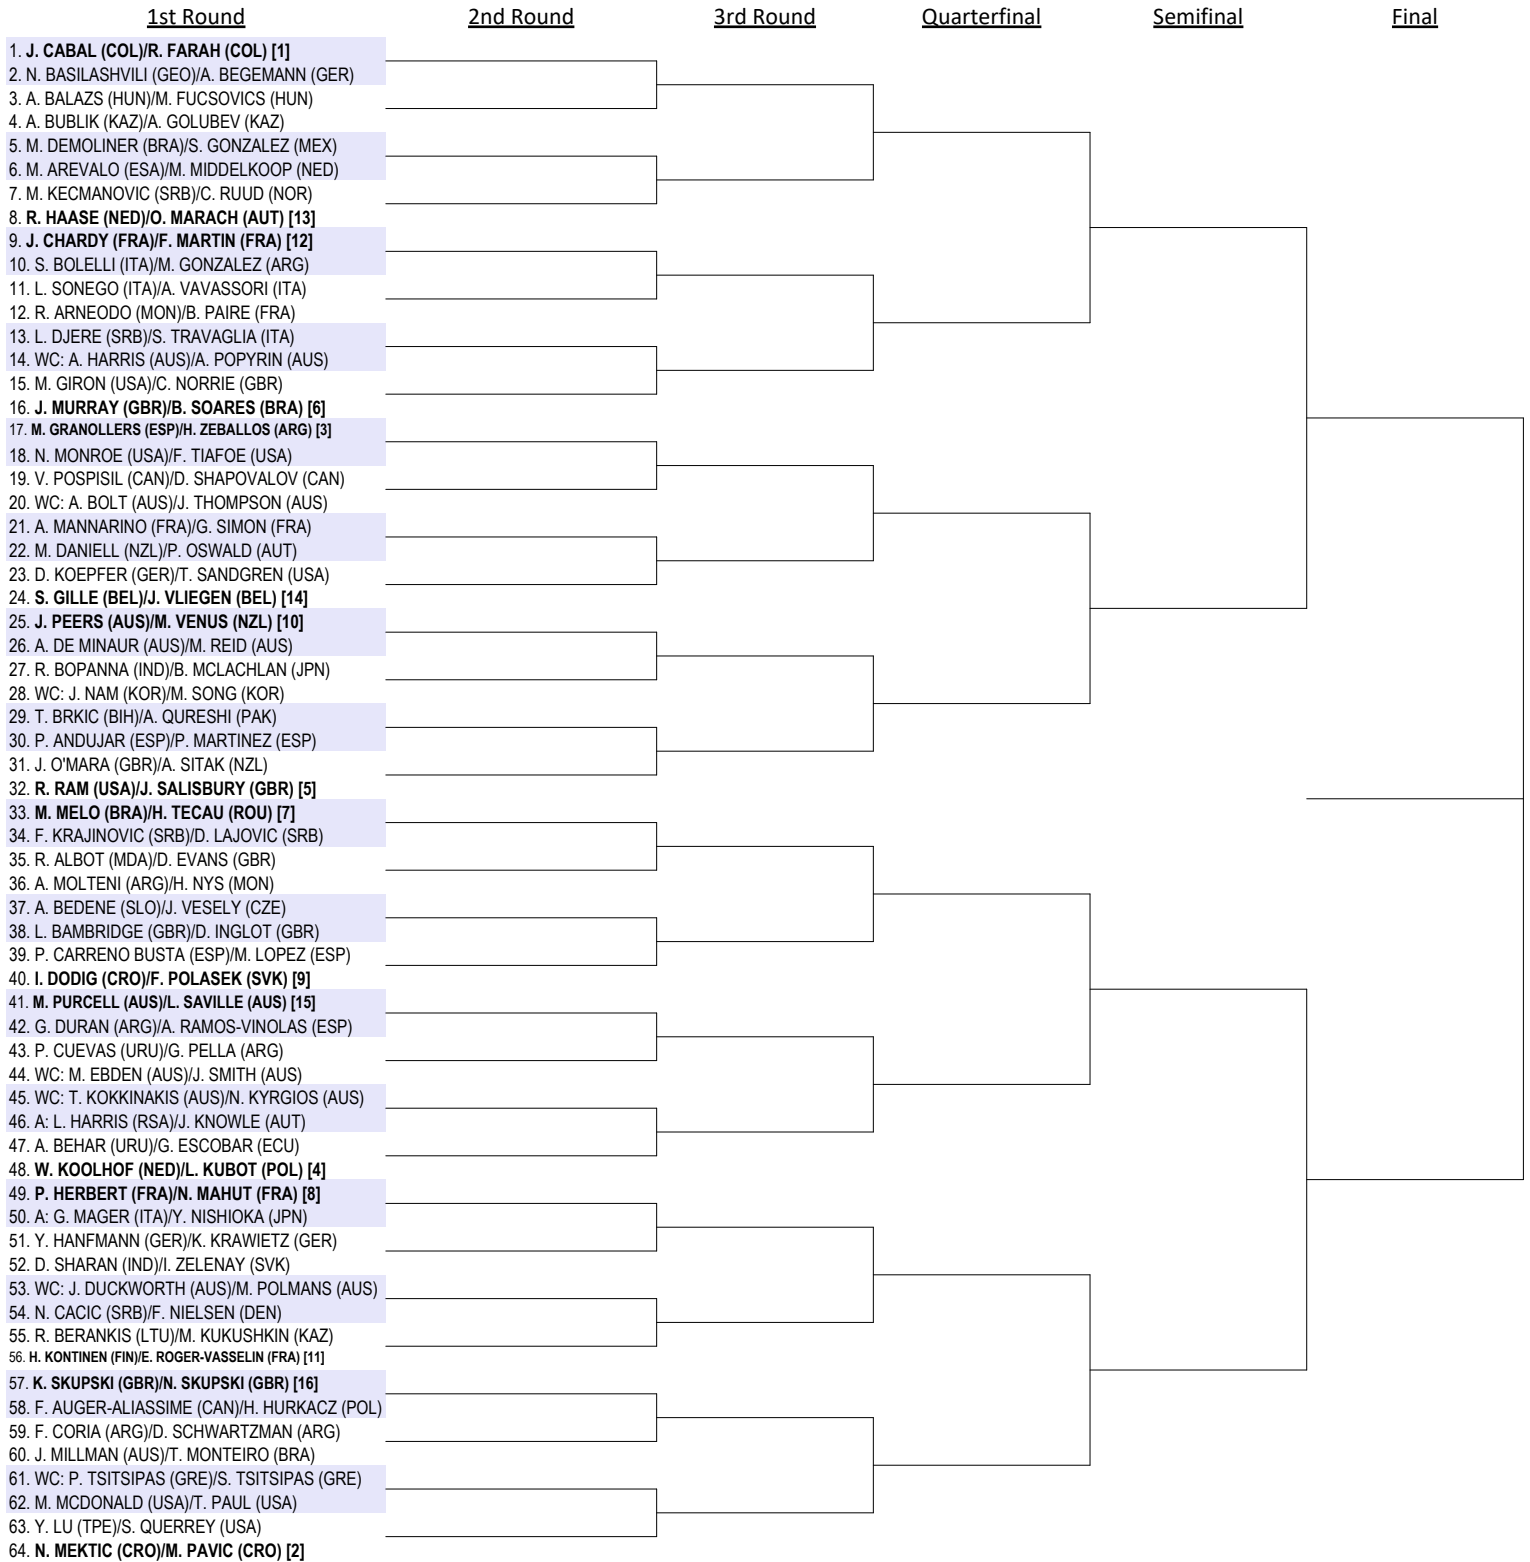 1st Round 2nd Round 3rd Round Quarterfinal Semifinal Final
1. J. CABAL (COL)/R. FARAH (COL) [1]
2. N. BASILASHVILI (GEO)/A. BEGEMANN (GER)
3. A. BALAZS (HUN)/M. FUCSOVICS (HUN)
4. A. BUBLIK (KAZ)/A. GOLUBEV (KAZ)
5. M. DEMOLINER (BRA)/S. GONZALEZ (MEX)
6. M. AREVALO (ESA)/M. MIDDELKOOP (NED)
7. M. KECMANOVIC (SRB)/C. RUUD (NOR)
8. R. HAASE (NED)/O. MARACH (AUT) [13]
9. J. CHARDY (FRA)/F. MARTIN (FRA) [12]
10. S. BOLELLI (ITA)/M. GONZALEZ (ARG)
11. L. SONEGO (ITA)/A. VAVASSORI (ITA)
12. R. ARNEODO (MON)/B. PAIRE (FRA)
13. L. DJERE (SRB)/S. TRAVAGLIA (ITA)
14. WC: A. HARRIS (AUS)/A. POPYRIN (AUS)
15. M. GIRON (USA)/C. NORRIE (GBR)
16. J. MURRAY (GBR)/B. SOARES (BRA) [6]
17. M. GRANOLLERS (ESP)/H. ZEBALLOS (ARG) [3]
18. N. MONROE (USA)/F. TIAFOE (USA)
19. V. POSPISIL (CAN)/D. SHAPOVALOV (CAN)
20. WC: A. BOLT (AUS)/J. THOMPSON (AUS)
21. A. MANNARINO (FRA)/G. SIMON (FRA)
22. M. DANIELL (NZL)/P. OSWALD (AUT)
23. D. KOEPFER (GER)/T. SANDGREN (USA)
24. S. GILLE (BEL)/J. VLIEGEN (BEL) [14]
25. J. PEERS (AUS)/M. VENUS (NZL) [10]
26. A. DE MINAUR (AUS)/M. REID (AUS)
27. R. BOPANNA (IND)/B. MCLACHLAN (JPN)
28. WC: J. NAM (KOR)/M. SONG (KOR)
29. T. BRKIC (BIH)/A. QURESHI (PAK)
30. P. ANDUJAR (ESP)/P. MARTINEZ (ESP)
31. J. O'MARA (GBR)/A. SITAK (NZL)
32. R. RAM (USA)/J. SALISBURY (GBR) [5]
33. M. MELO (BRA)/H. TECAU (ROU) [7]
34. F. KRAJINOVIC (SRB)/D. LAJOVIC (SRB)
35. R. ALBOT (MDA)/D. EVANS (GBR)
36. A. MOLTENI (ARG)/H. NYS (MON)
37. A. BEDENE (SLO)/J. VESELY (CZE)
38. L. BAMBRIDGE (GBR)/D. INGLOT (GBR)
39. P. CARRENO BUSTA (ESP)/M. LOPEZ (ESP)
40. I. DODIG (CRO)/F. POLASEK (SVK) [9]
41. M. PURCELL (AUS)/L. SAVILLE (AUS) [15]
42. G. DURAN (ARG)/A. RAMOS-VINOLAS (ESP)
43. P. CUEVAS (URU)/G. PELLA (ARG)
44. WC: M. EBDEN (AUS)/J. SMITH (AUS)
45. WC: T. KOKKINAKIS (AUS)/N. KYRGIOS (AUS)
46. A: L. HARRIS (RSA)/J. KNOWLE (AUT)
47. A. BEHAR (URU)/G. ESCOBAR (ECU)
48. W. KOOLHOF (NED)/L. KUBOT (POL) [4]
49. P. HERBERT (FRA)/N. MAHUT (FRA) [8]
50. A: G. MAGER (ITA)/Y. NISHIOKA (JPN)
51. Y. HANFMANN (GER)/K. KRAWIETZ (GER)
52. D. SHARAN (IND)/I. ZELENAY (SVK)
53. WC: J. DUCKWORTH (AUS)/M. POLMANS (AUS)
54. N. CACIC (SRB)/F. NIELSEN (DEN)
55. R. BERANKIS (LTU)/M. KUKUSHKIN (KAZ)
56. H. KONTINEN (FIN)/E. ROGER-VASSELIN (FRA) [11]
57. K. SKUPSKI (GBR)/N. SKUPSKI (GBR) [16]
58. F. AUGER-ALIASSIME (CAN)/H. HURKACZ (POL)
59. F. CORIA (ARG)/D. SCHWARTZMAN (ARG)
60. J. MILLMAN (AUS)/T. MONTEIRO (BRA)
61. WC: P. TSITSIPAS (GRE)/S. TSITSIPAS (GRE)
62. M. MCDONALD (USA)/T. PAUL (USA)
63. Y. LU (TPE)/S. QUERREY (USA)
64. N. MEKTIC (CRO)/M. PAVIC (CRO) [2]